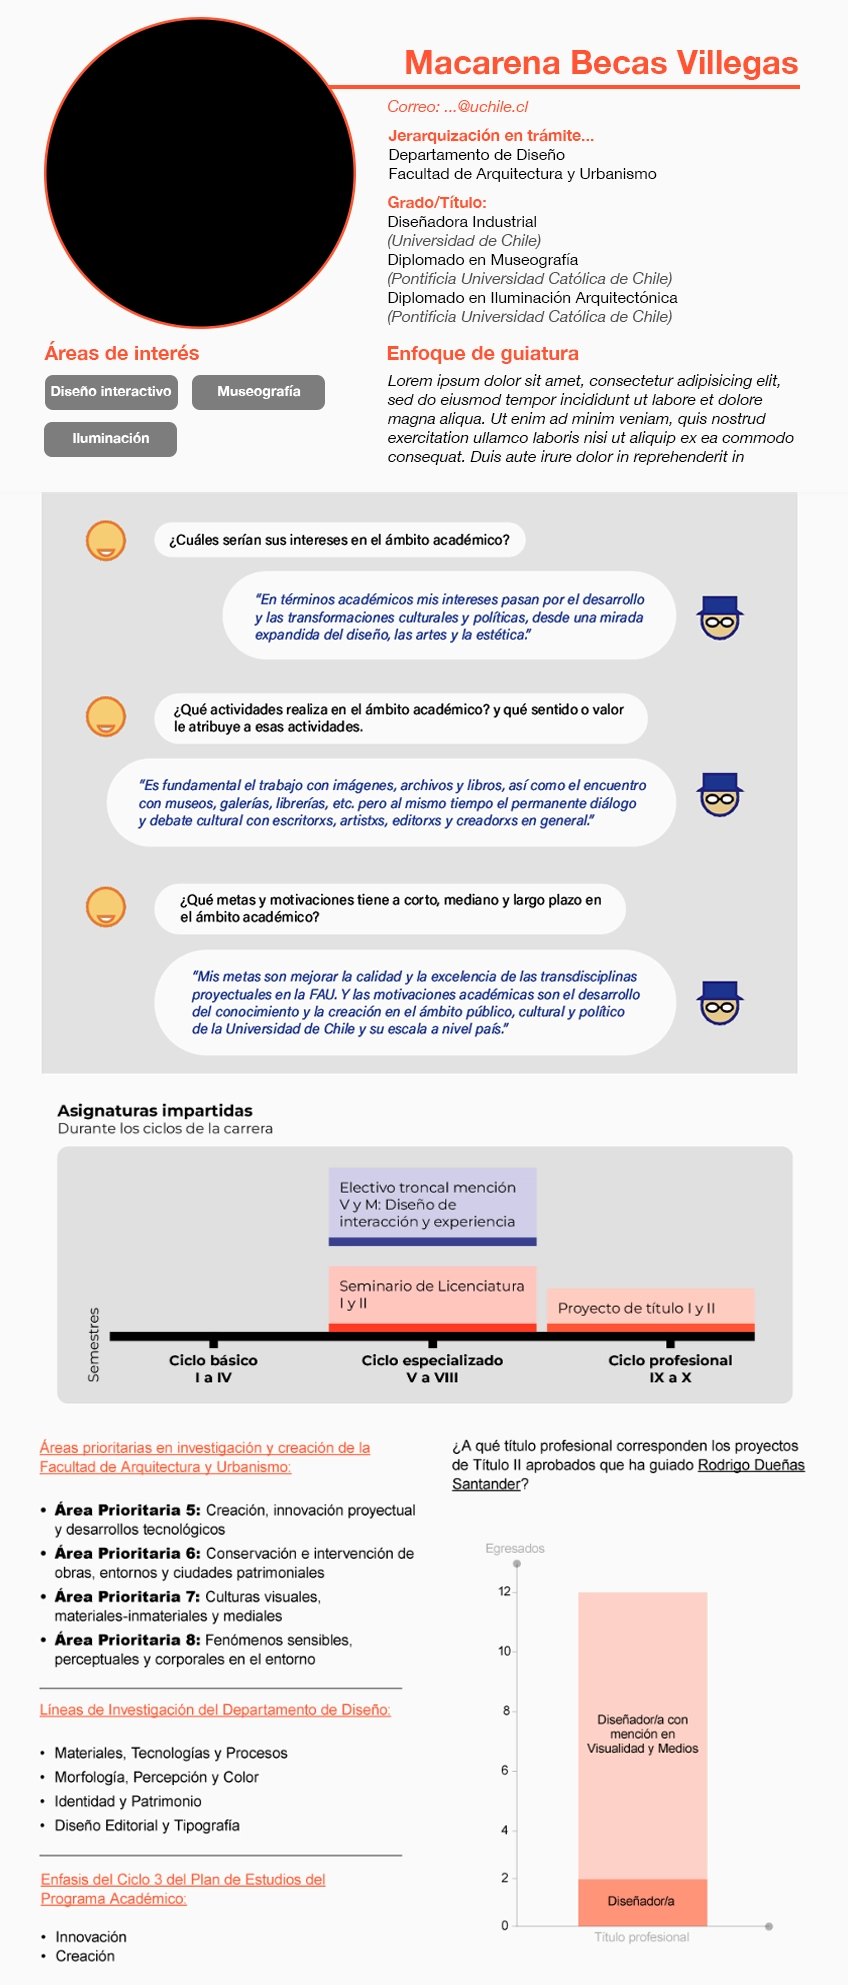 Macarena Becas Villegas
Correo: ...@uchile.cl
Jerarquización en trámite...
Departamento de Diseño
Facultad de Arquitectura y Urbanismo
Grado/Título:
Diseñadora Industrial
(Universidad de Chile)
Diplomado en Museografía
(Pontificia Universidad Católica de Chile)
Diplomado en Iluminación Arquitectónica
(Pontificia Universidad Católica de Chile)
Áreas de interés
Diseño interactivo
Museografía
Iluminación
Enfoque de guiatura
Lorem ipsum dolor sit amet, consectetur adipisicing elit,
sed do eiusmod tempor incididunt ut labore et dolore
magna aliqua. Ut enim ad minim veniam, quis nostrud
exercitation ullamco laboris nisi ut aliquip ex ea commodo
consequat. Duis aute irure dolor in reprehenderit in
¿Cuáles serían sus intereses en el ámbito académico?
"En términos académicos mis intereses pasan por el desarrollo
y las transformaciones culturales y políticas, desde una mirada
expandida del diseño, las artes y la estética."
¿Qué actividades realiza en el ámbito académico? y qué sentido o valor
le atribuye a esas actividades.
"Es fundamental el trabajo con imágenes, archivos y libros, así como el encuentro
con museos, galerías, librerías, etc. pero al mismo tiempo el permanente diálogo
y debate cultural con escritorxs, artistxs, editorxs y creadorxs en general."
¿Qué metas y motivaciones tiene a corto, mediano y largo plazo en
el ámbito académico?
"Mis metas son mejorar la calidad y la excelencia de las transdisciplinas
proyectuales en la FAU. Y las motivaciones académicas son el desarrollo
del conocimiento y la creación en el ámbito público, cultural y político
de la Universidad de Chile y su escala a nivel país."
Asignaturas impartidas
Durante los ciclos de la carrera
Electivo troncal mención
V y M: Diseño de
interacción y experiencia
Seminario de Licenciatura
I y II
Proyecto de título I y II
Semestres
Ciclo básico
I a IV
Ciclo especializado
V a VIII
Ciclo profesional
IX a X
Áreas prioritarias en investigación y creación de la
Facultad de Arquitectura y Urbanismo:
• Área Prioritaria 5: Creación, innovación proyectual
y desarrollos tecnológicos
• Área Prioritaria 6: Conservación e intervención de
obras, entornos y ciudades patrimoniales
• Área Prioritaria 7: Culturas visuales,
materiales-inmateriales y mediales
• Área Prioritaria 8: Fenómenos sensibles,
perceptuales y corporales en el entorno
Líneas de Investigación del Departamento de Diseño:
• Materiales, Tecnologías y Procesos
• Morfología, Percepción y Color
• Identidad y Patrimonio
• Diseño Editorial y Tipografía
Enfasis del Ciclo 3 del Plan de Estudios del
Programa Académico:
• Innovación
• Creación
¿A qué título profesional corresponden los proyectos
de Título II aprobados que ha guiado Rodrigo Dueñas
Santander?
Egresados
12
10
8
6
4
2
0
Diseñador/a con
mención en
Visualidad y Medios
Diseñador/a
Título profesional